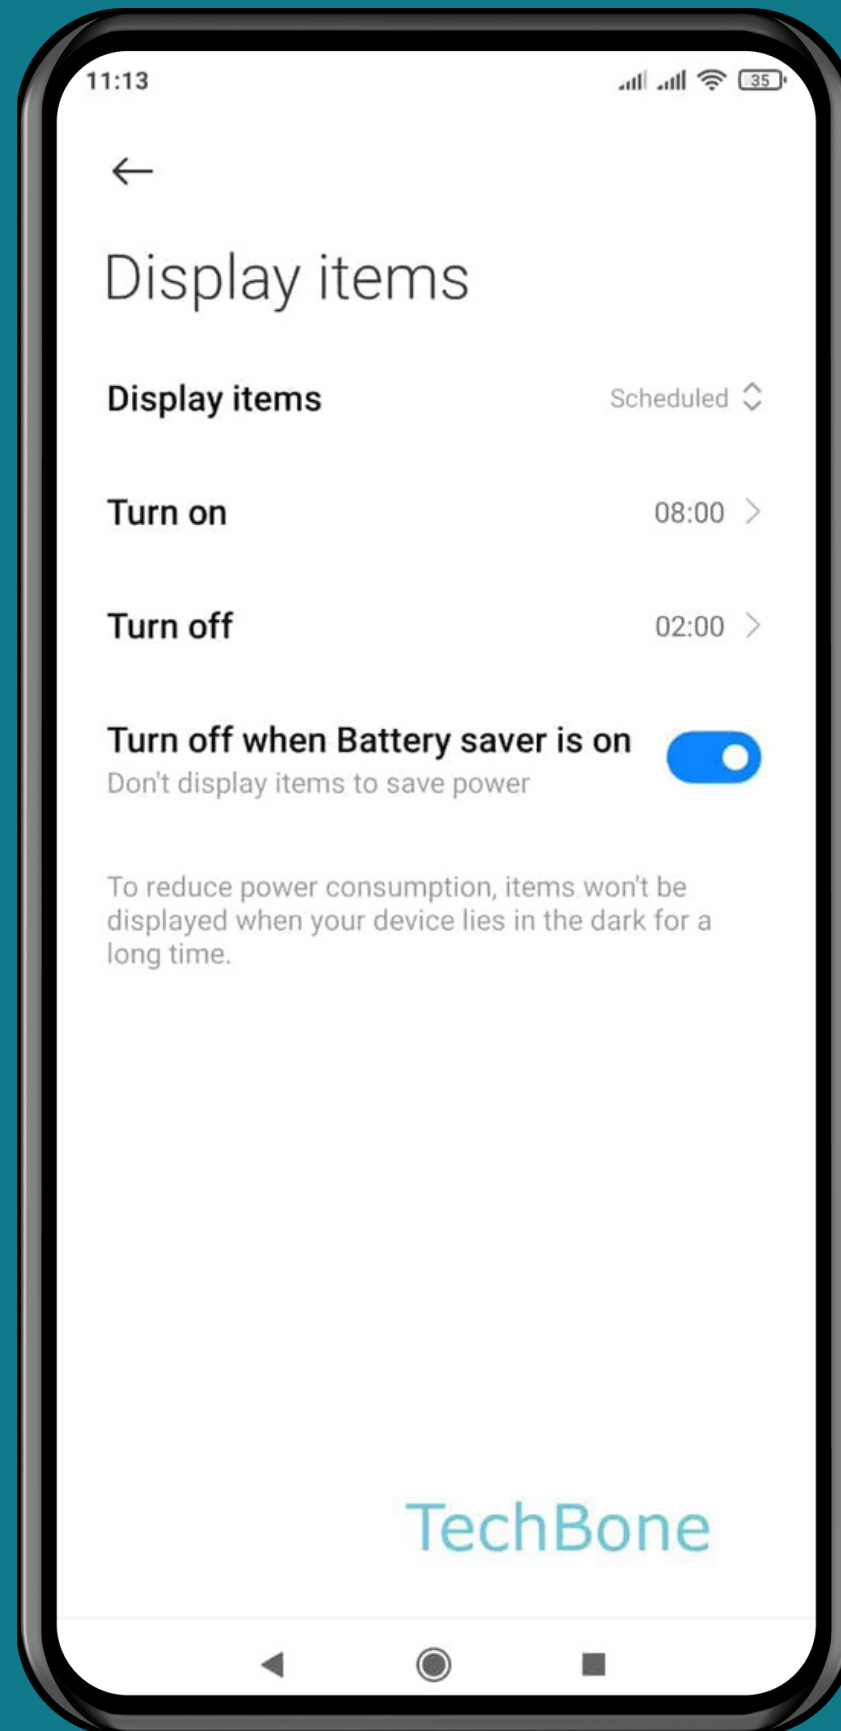 11:13
35
Display items
Display items
Scheduled
Turn on
08:00
Turn off
02:00
Turn off when Battery saver is on
Don't display items to save power
To reduce power consumption, items won't be
displayed when your device lies in the dark for a
long time.
TechBone